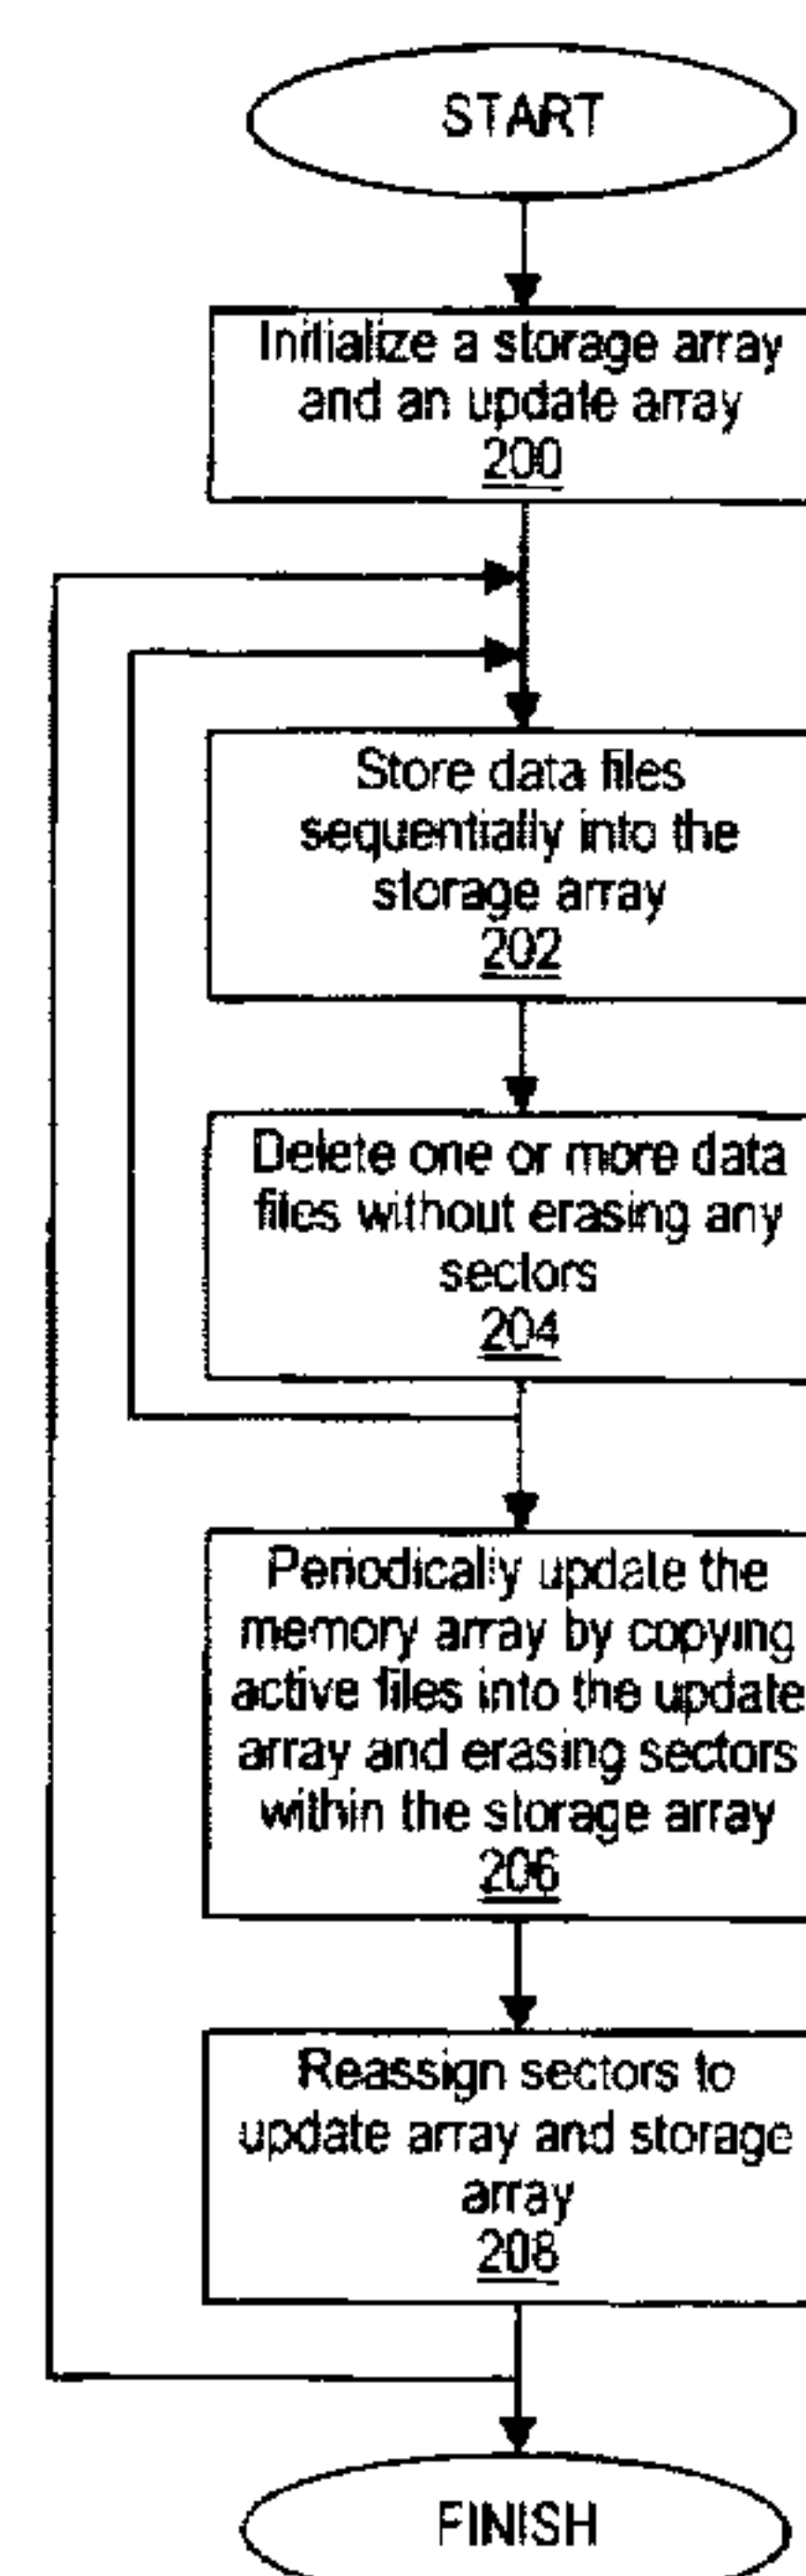 START
Initialize a storage array
and an update array
200
Store data files
sequentially into the
storage array
202
Delete one or more data
files without erasing any
sectors
204
Periodically update the
memory array by copying
active files into the update
array and erasing sectors
within the storage array
206
Reassign sectors to
update array and storage
array
208
FINISH